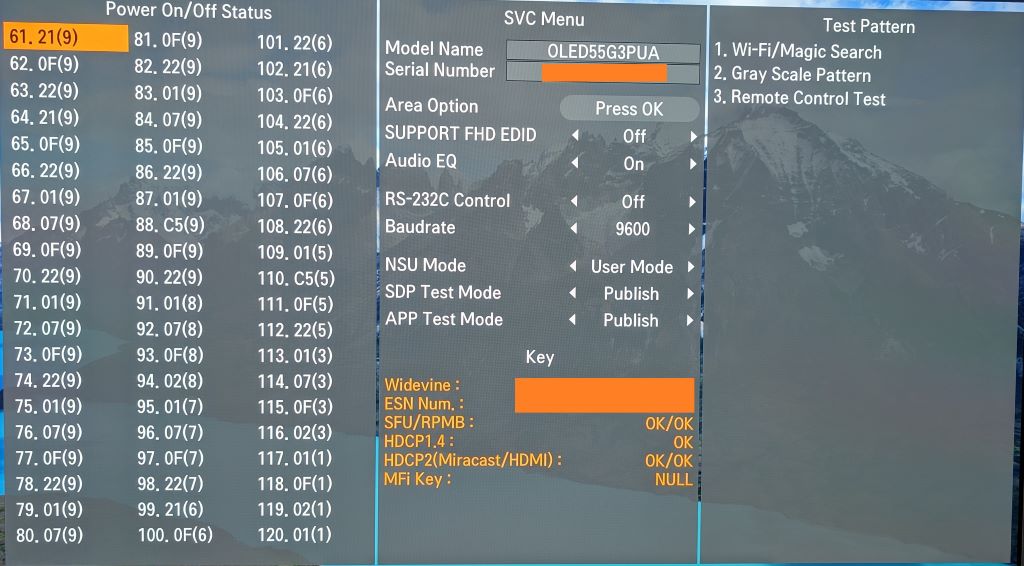 Power On/Off Status
61. 21(9)
62. 0F(9)
63. 22(9)
64. 21(9)
65. 0F(9)
66. 22(9)
67. 01(9)
68. 07(9)
69. 0F(9)
70. 22(9)
71. 01(9)
72. 07(9)
73. 0F(9)
74. 22(9)
75. 01(9)
76. 07(9)
77. 0F(9)
78. 22(9)
79. 01(9)
80. 07(9)
81. 0F(9)
82. 22(9)
83. 01(9)
84. 07(9)
85. 0F(9)
86. 22(9)
87. 01(9)
88. C5(9)
89. 0F(9)
90. 22(9)
91. 01(8)
92. 07(8)
93. 0F(8)
94. 02(8)
95. 01(7)
96. 07(7)
97. 0F(7)
98. 22(7)
99. 21(6)
100. 0F(6)
101. 22(6)
102. 21(6)
103. 0F(6)
104. 22(6)
105. 01(6)
106. 07(6)
107. 0F(6)
108. 22(6)
109. 01(5)
110. C5(5)
111. 0F(5)
112. 22(5)
113. 01(3)
114. 07(3)
115. 0F(3)
116. 02(3)
117. 01(1)
118. 0F(1)
119. 02(1)
120. 01(1)
SVC Menu
Model Name OLED55G3PUA
Serial Number
Area Option Press OK
SUPPORT FHD EDID Off
Audio EQ On
RS-232C Control Off
Baudrate 9600
NSU Mode User Mode
SDP Test Mode Publish
APP Test Mode Publish
Key
Widevine :
ESN Num. :
SFU/RPMB : OK/OK
HDCP1.4 : OK
HDCP2(Miracast/HDMI) : OK/OK
MFi Key : NULL
Test Pattern
1. Wi-Fi/Magic Search
2. Gray Scale Pattern
3. Remote Control Test